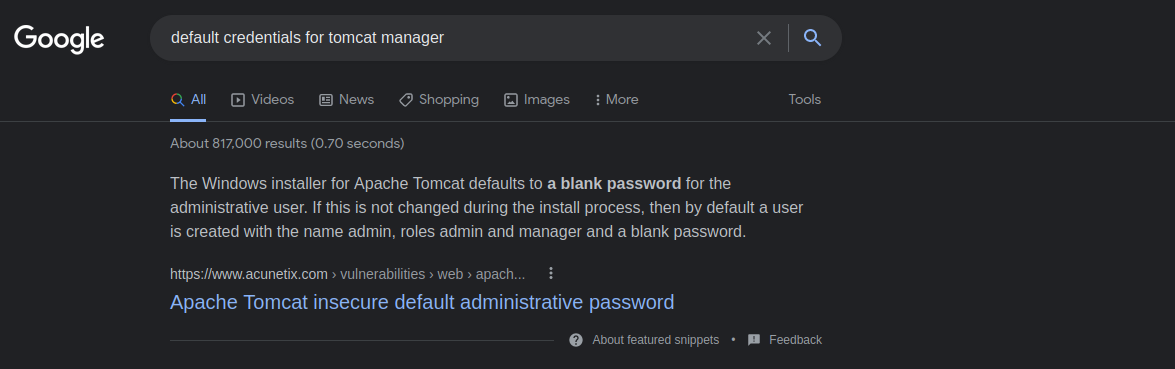 Google
default credentials for tomcat manager
All Videos News Shopping Images More Tools
About 817,000 results (0.70 seconds)
The Windows installer for Apache Tomcat defaults to a blank password for the
administrative user. If this is not changed during the install process, then by default a user
is created with the name admin, roles admin and manager and a blank password.
https://www.acunetix.com › vulnerabilities › web › apach...
Apache Tomcat insecure default administrative password
About featured snippets • Feedback